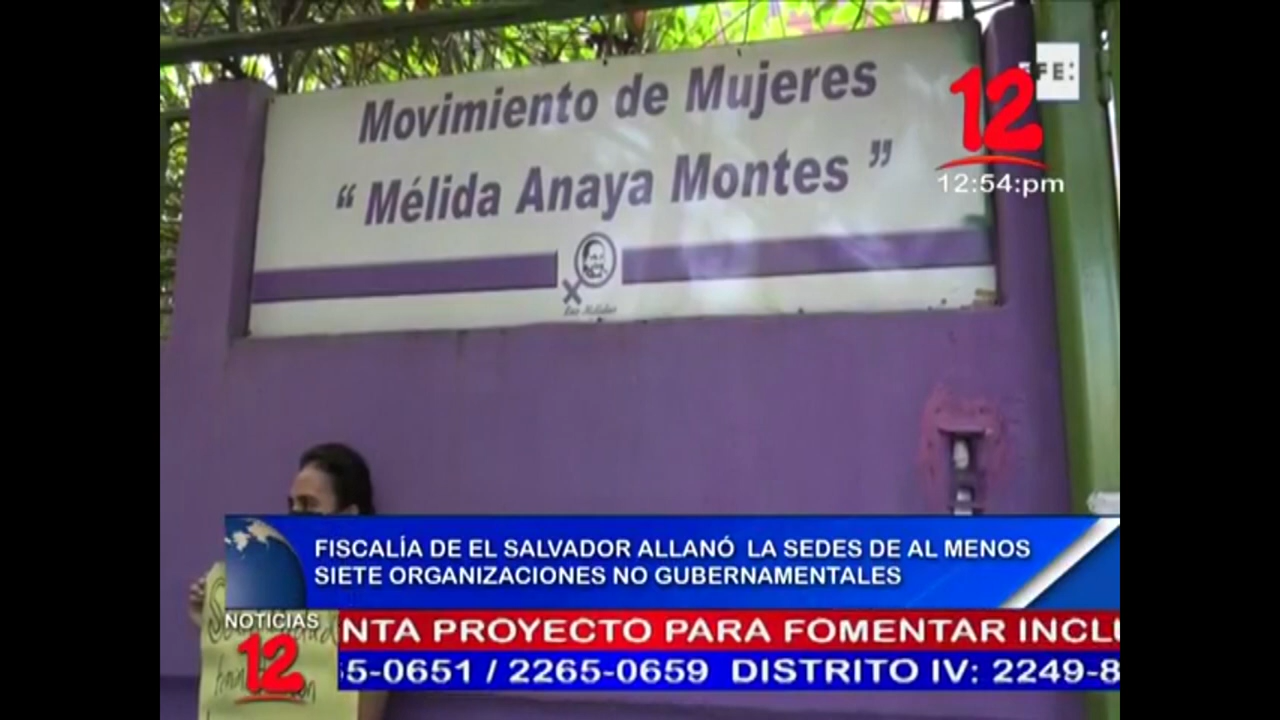 Movimiento de Mujeres
“ Mélida Anaya Montes ”
EFE:
12
12:54:pm
FISCALÍA DE EL SALVADOR ALLANÓ LA SEDES DE AL MENOS
SIETE ORGANIZACIONES NO GUBERNAMENTALES
NOTICIAS
12
NTA PROYECTO PARA FOMENTAR INCLU
5-0651 / 2265-0659 DISTRITO IV: 2249-8